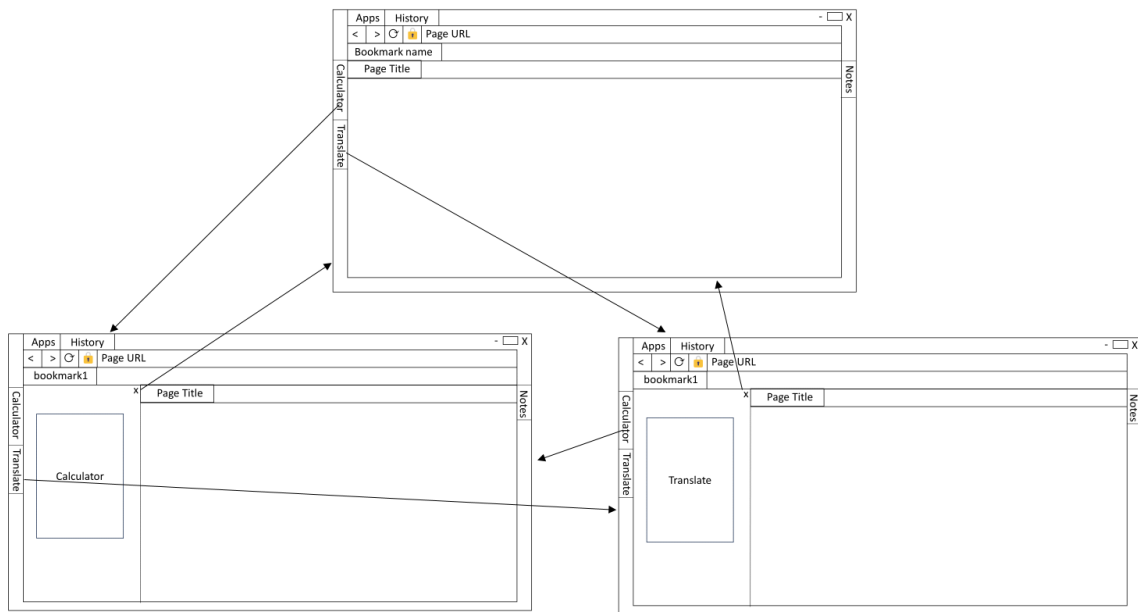 Apps History - X
< > Page URL
Bookmark name
Page Title
Calculator
Translate
Notes
Apps History - X
< > Page URL
bookmark1
x Page Title
Calculator
Translate
Calculator
Notes
Apps History - X
< > Page URL
bookmark1
x Page Title
Calculator
Translate
Translate
Notes